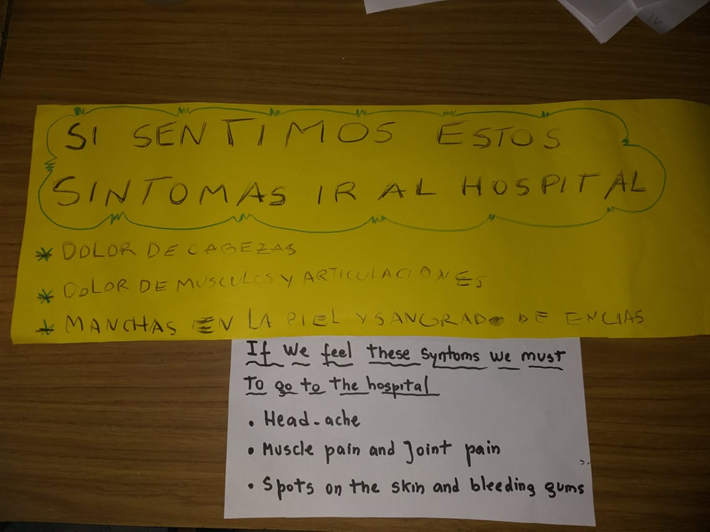 SI SENTIMOS ESTOS
SINTOMAS IR AL HOSPITAL
* DOLOR DE CABEZAS
* DOLOR DE MUSCULOS Y ARTICULACIONES
* MANCHAS EN LA PIEL Y SANGRADO DE ENCIAS
If we feel these syntoms we must
To go to the hospital
• Head-ache
• Muscle pain and Joint pain
• Spots on the skin and bleeding gums